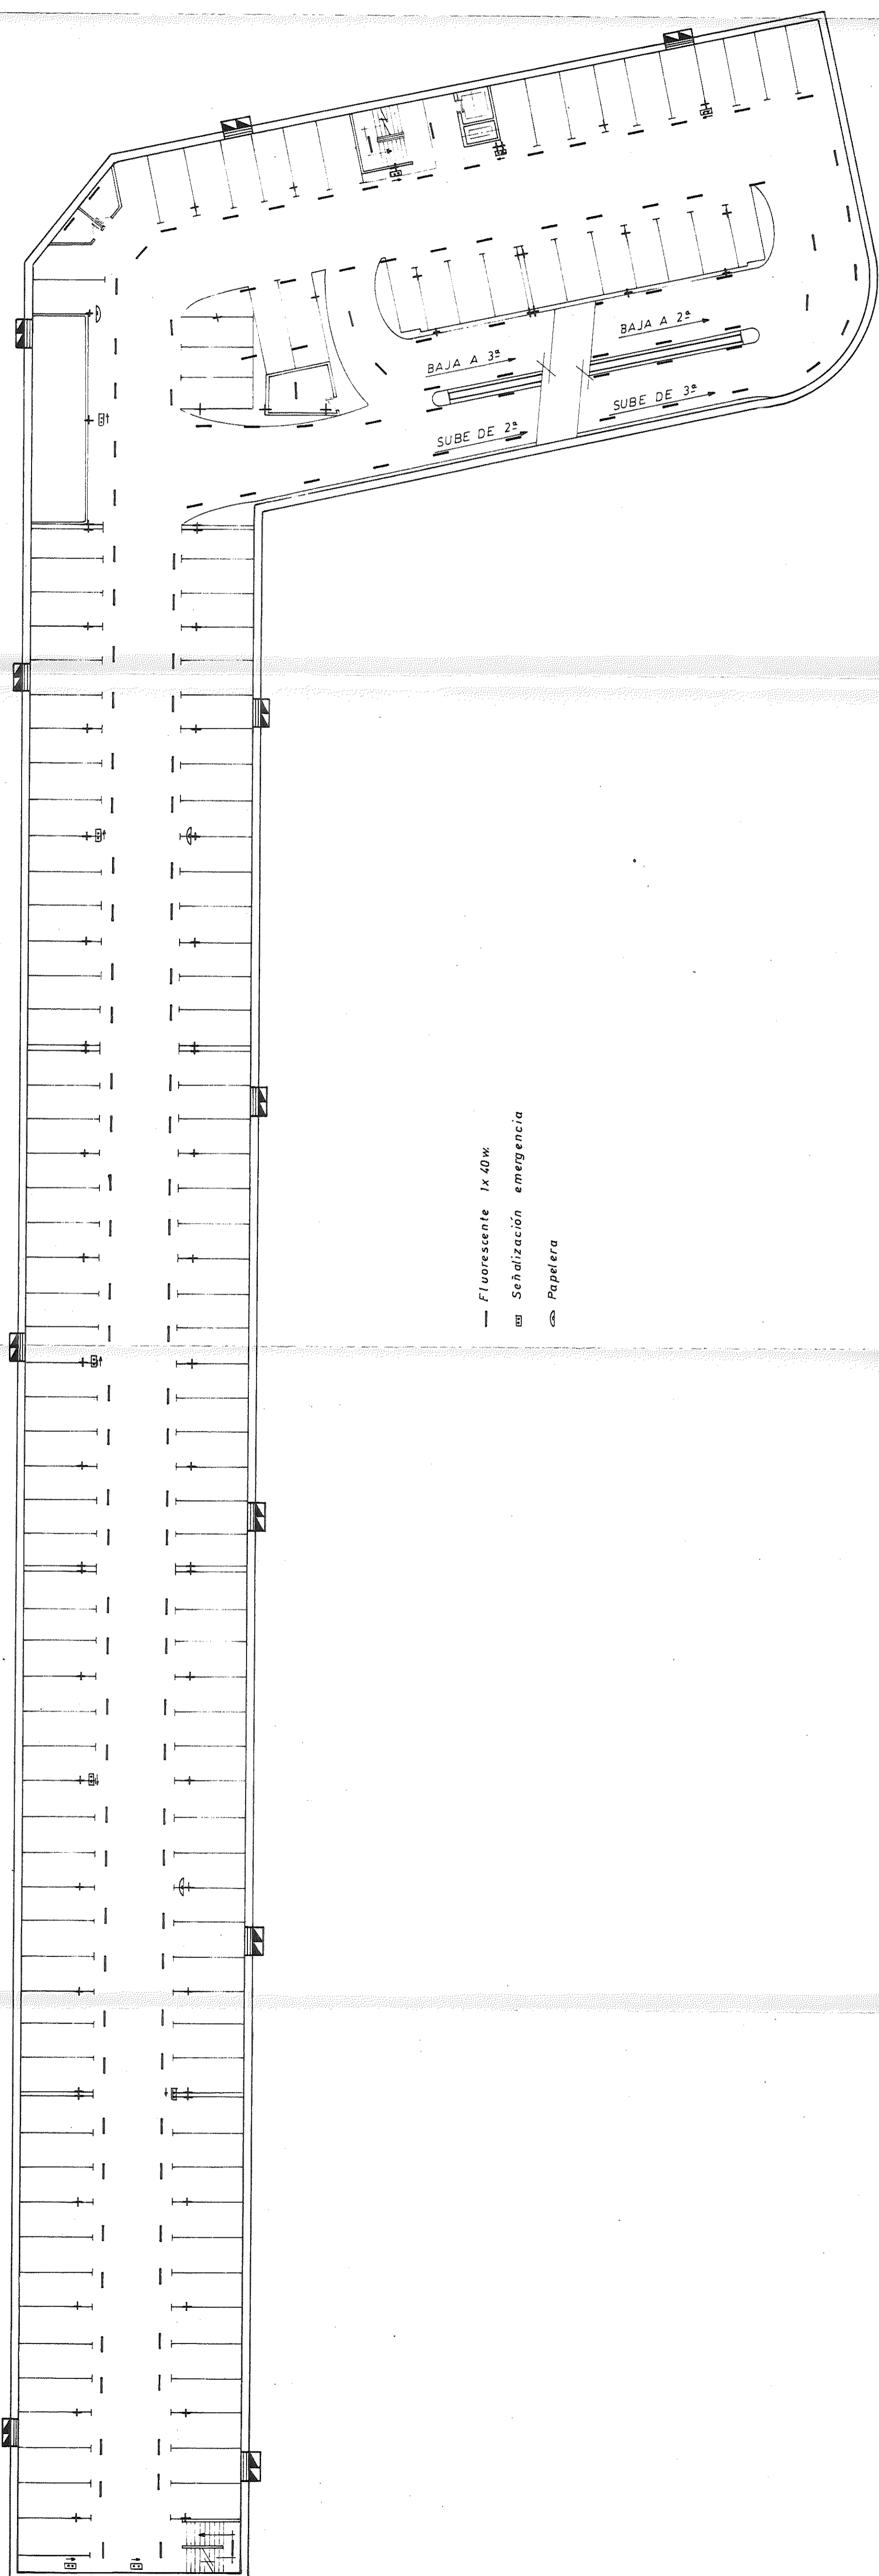 BAJA A 3ª
BAJA A 2ª
SUBE DE 2ª
SUBE DE 3ª
Fluorescente 1x 40w.
Señalización emergencia
Papelera